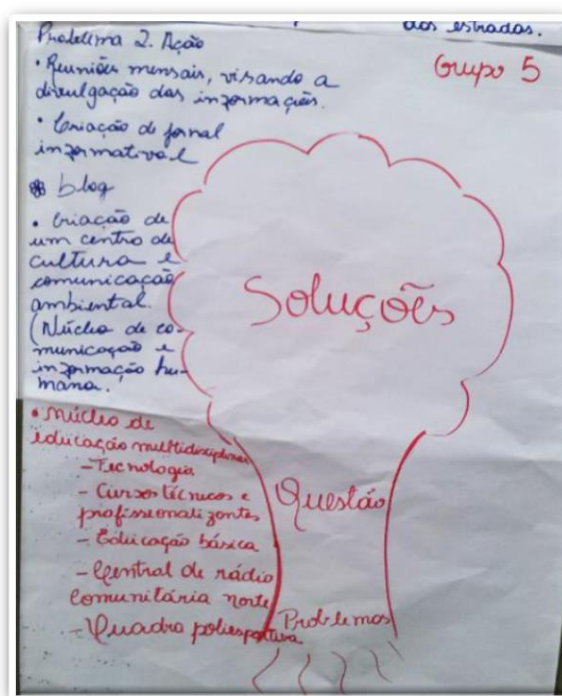 dos estradas.
Problema 2. Ação
Grupo 5
• Reuniões mensais, visando a
divulgação das informações.
• Criação de jornal
informativo e
blog
• Criação de
um centro de
cultura e
comunicação
ambiental.
(Núcleo de co-
municação e
informação hu-
mana.
Soluções
• Núcleo de
educação multidisciplinar
- Tecnologia
- Cursos técnicos e
profissionalizantes
- Educação básica
- Central de rádio
comunitária norte
- Quadra poliesportiva
Questão
Problemas